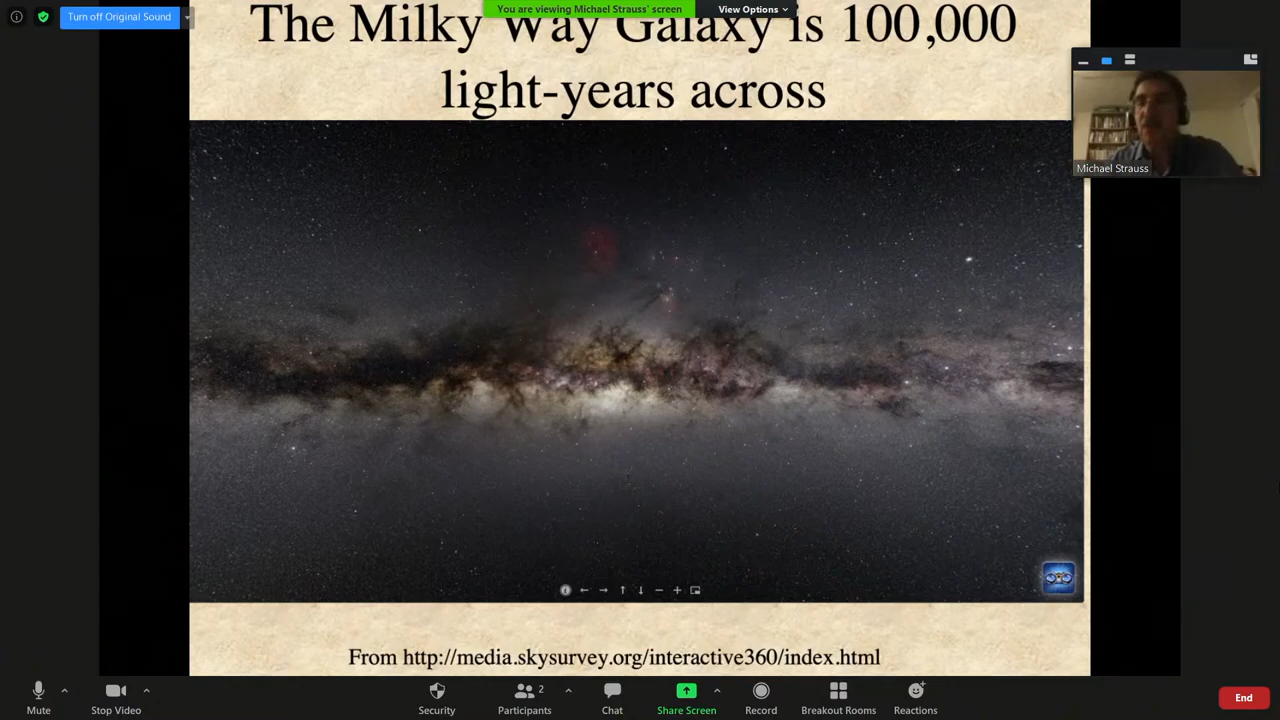 Turn off Original Sound
You are viewing Michael Strauss' screen
View Options
The Milky Way Galaxy is 100,000
light-years across
Michael Strauss
From http://media.skysurvey.org/interactive360/index.html
Mute
Stop Video
Security
Participants
2
Chat
Share Screen
Record
Breakout Rooms
Reactions
End